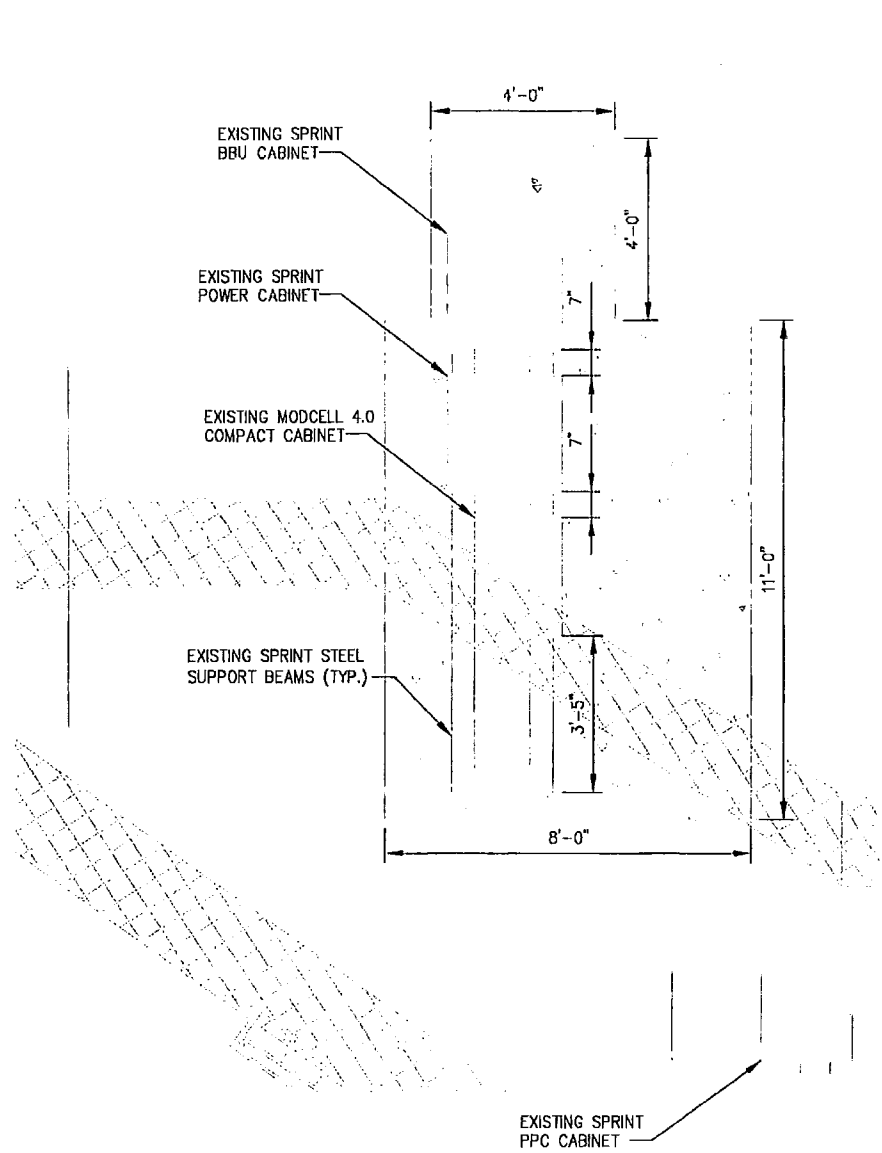 4'-0"
EXISTING SPRINT
BBU CABINET
4'-0"
EXISTING SPRINT
POWER CABINET
7"
EXISTING MODCELL 4.0
COMPACT CABINET
7"
11'-0"
EXISTING SPRINT STEEL
SUPPORT BEAMS (TYP.)
3'-5"
8'-0"
EXISTING SPRINT
PPC CABINET